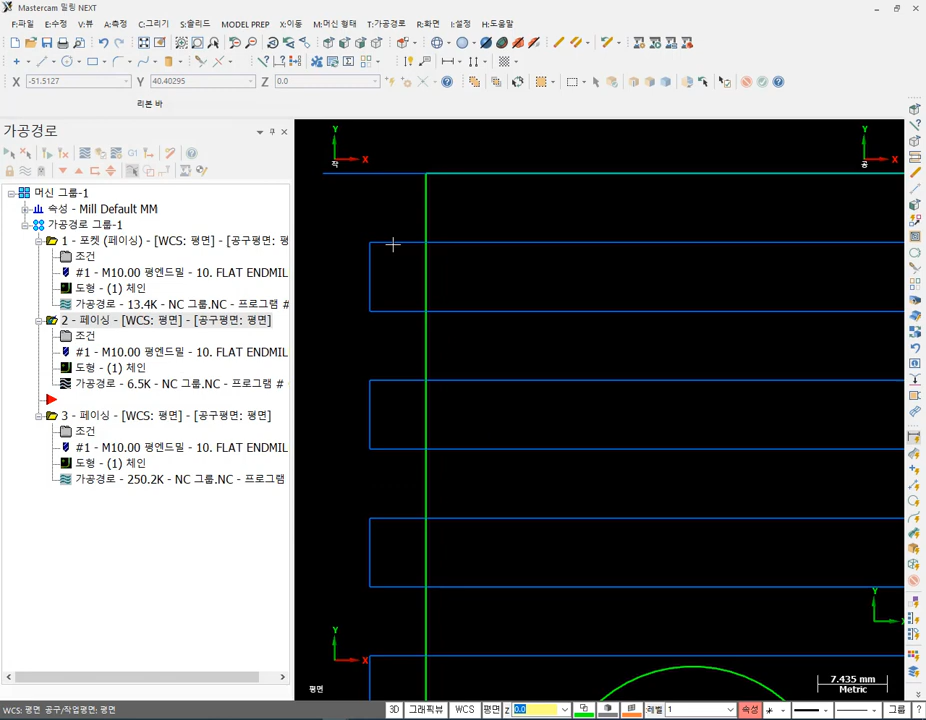 Mastercam 밀링 NEXT
F:파일 E:수정 V:뷰 A:측정 C:그리기 S:솔리드 MODEL PREP X:이동 M:머신 형태 T:가공경로 R:화면 I:설정 H:도움말
X -51.5127 Y 40.40295 Z 0.0
리본 바
가공경로
G1
머신 그룹-1
속성 - Mill Default MM
가공경로 그룹-1
1 - 포켓 (페이싱) - [WCS: 평면] - [공구평면: 평
조건
#1 - M10.00 평엔드밀 - 10. FLAT ENDMIL
도형 - (1) 체인
가공경로 - 13.4K - NC 그룹.NC - 프로그램 #
2 - 페이싱 - [WCS: 평면] - [공구평면: 평면]
조건
#1 - M10.00 평엔드밀 - 10. FLAT ENDMIL
도형 - (1) 체인
가공경로 - 6.5K - NC 그룹.NC - 프로그램 #
3 - 페이싱 - [WCS: 평면] - [공구평면: 평면]
조건
#1 - M10.00 평엔드밀 - 10. FLAT ENDMIL
도형 - (1) 체인
가공경로 - 250.2K - NC 그룹.NC - 프로그램
Y
X
Y
X
Y
Y
X
평면
7.435 mm
Metric
WCS: 평면 공구/작업평면: 평면
3D 그래픽뷰 WCS 평면 Z 0.0 레벨 1 속성 그룹